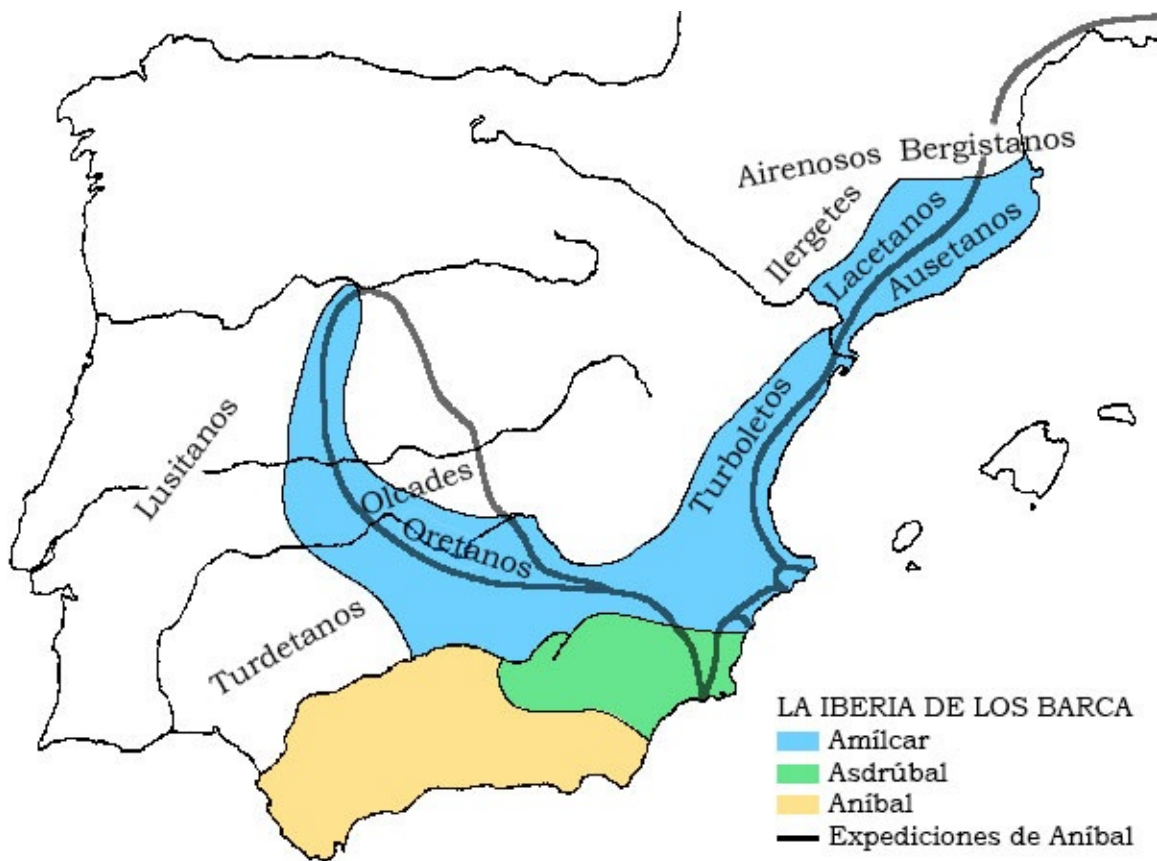 Airenosos Bergistanos
Ilergetes
Lacetanos
Ausetanos
Turboletos
Lusitanos
Olcades
Oretanos
Turdetanos
LA IBERIA DE LOS BARCA
Amílcar
Asdrúbal
Aníbal
Expediciones de Aníbal